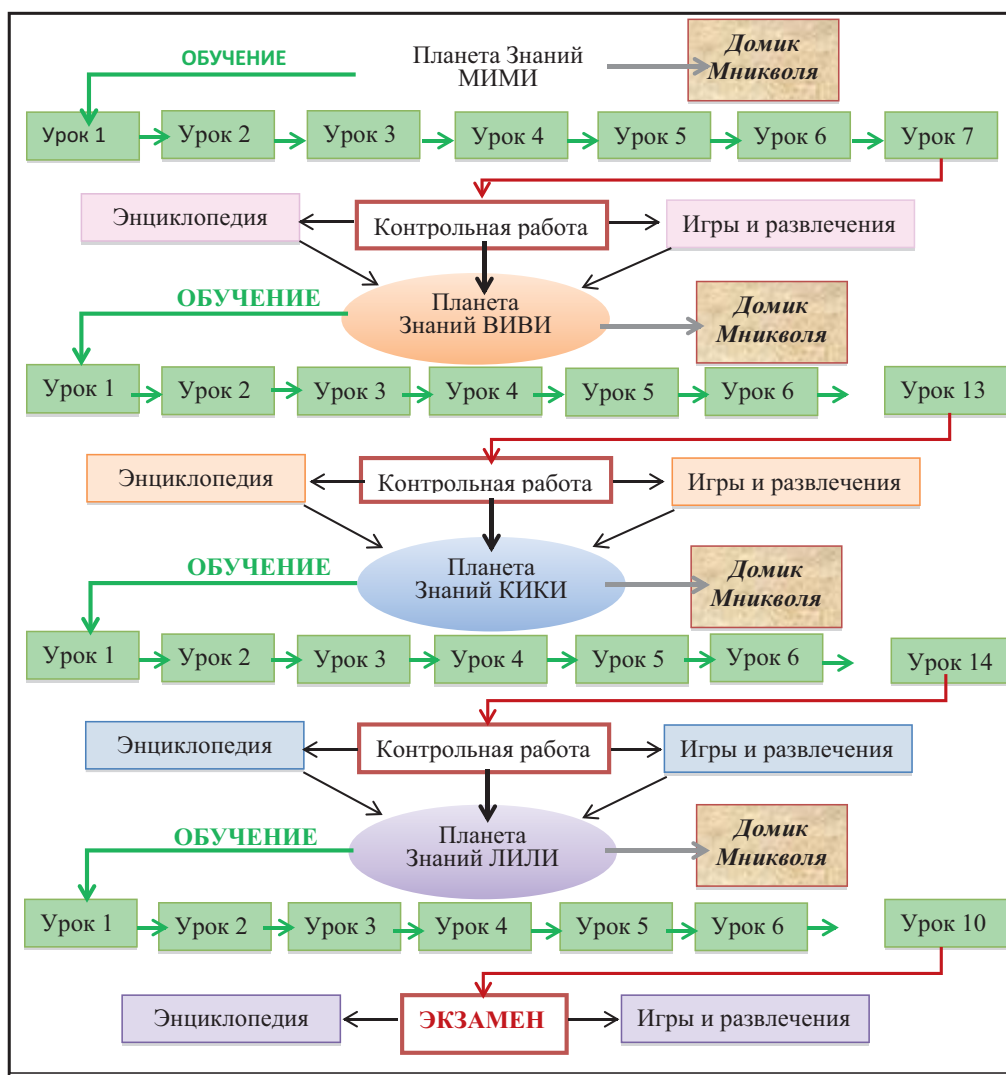 ОБУЧЕНИЕ
Планета Знаний
МИМИ
Домик
Мникволя
Урок 1
Урок 2
Урок 3
Урок 4
Урок 5
Урок 6
Урок 7
Энциклопедия
Контрольная работа
Игры и развлечения
ОБУЧЕНИЕ
Планета
Знаний ВИВИ
Домик
Мникволя
Урок 1
Урок 2
Урок 3
Урок 4
Урок 5
Урок 6
Урок 13
Энциклопедия
Контрольная работа
Игры и развлечения
ОБУЧЕНИЕ
Планета
Знаний КИКИ
Домик
Мникволя
Урок 1
Урок 2
Урок 3
Урок 4
Урок 5
Урок 6
Урок 14
Энциклопедия
Контрольная работа
Игры и развлечения
ОБУЧЕНИЕ
Планета
Знаний ЛИЛИ
Домик
Мникволя
Урок 1
Урок 2
Урок 3
Урок 4
Урок 5
Урок 6
Урок 10
Энциклопедия
ЭКЗАМЕН
Игры и развлечения